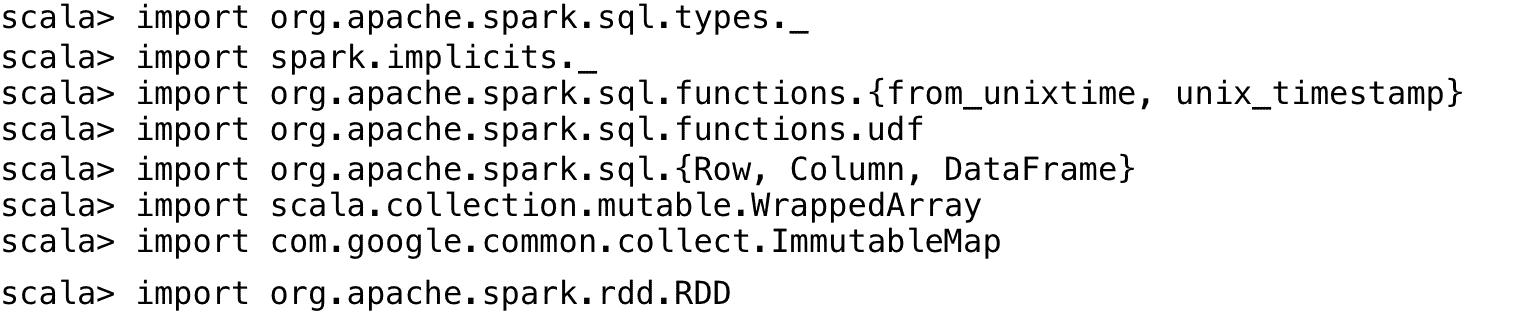 scala> import org.apache.spark.sql.types._
scala> import spark.implicits._
scala> import org.apache.spark.sql.functions.{from_unixtime, unix_timestamp}
scala> import org.apache.spark.sql.functions.udf
scala> import org.apache.spark.sql.{Row, Column, DataFrame}
scala> import scala.collection.mutable.WrappedArray
scala> import com.google.common.collect.ImmutableMap
scala> import org.apache.spark.rdd.RDD